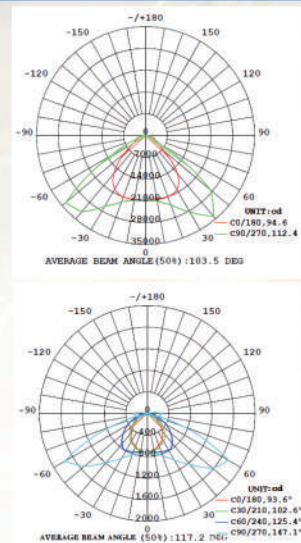 -/+180
-150 150
-120 120
-90 0 90
7000
14000
-60 21000 60
28000
-30 30
35000
UNIT:cd
C0/180,94.6
C90/270,112.4
AVERAGE BEAM ANGLE(50%):103.5 DEG
-/+180
-150 150
-120 120
-90 0 90
400
800
-60 1200 60
1600
-30 30
2000
UNIT:cd
C0/180,93.6°
C30/210,102.6°
C60/240,125.4°
C90/270,147.1°
AVERAGE BEAM ANGLE (50%):117.2 DEG